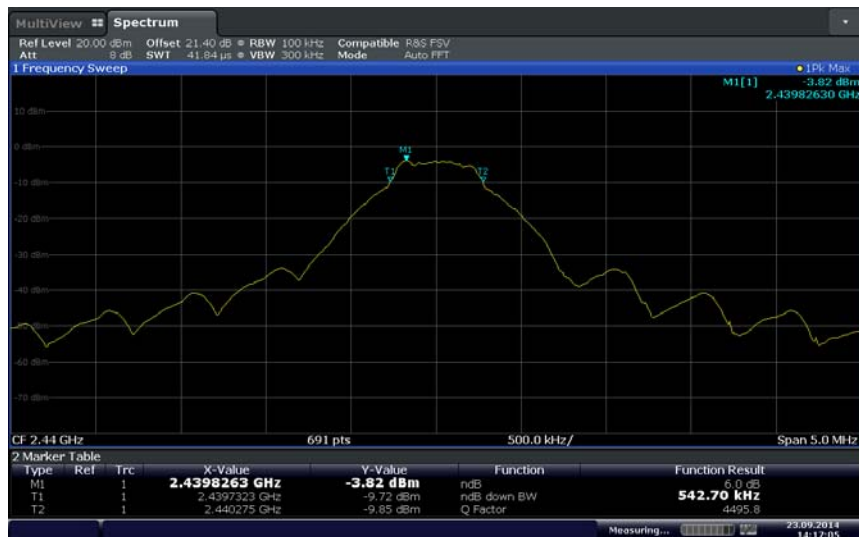 MultiView Spectrum
Ref Level 20.00 dBm Offset 21.40 dB RBW 100 kHz Compatible R&S FSV
Att 8 dB SWT 41.84 µs VBW 300 kHz Mode Auto FFT
1 Frequency Sweep 1Pk Max
M1[1] -3.82 dBm
2.43982630 GHz
10 dBm
0 dBm
M1
T1 T2
-10 dBm
-20 dBm
-30 dBm
-40 dBm
-60 dBm
-70 dBm
CF 2.44 GHz 691 pts 500.0 kHz/ Span 5.0 MHz
2 Marker Table
Type Ref Trc X-Value Y-Value Function Function Result
M1 1 2.4398263 GHz -3.82 dBm ndB 6.0 dB
T1 1 2.4397323 GHz -9.72 dBm ndB down BW 542.70 kHz
T2 1 2.440275 GHz -9.85 dBm Q Factor 4495.8
Measuring... 23.09.2014
14:17:05